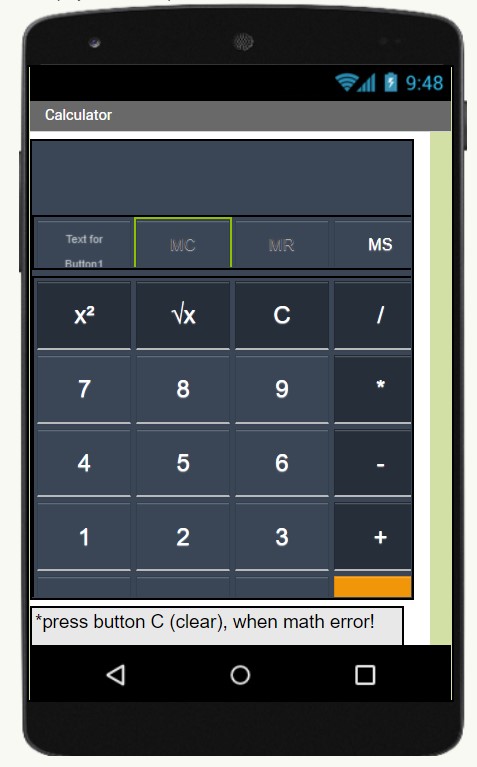 9:48
Calculator
Text for
Button1
MC
MR
MS
x²
√x
C
/
7
8
9
*
4
5
6
-
1
2
3
+
*press button C (clear), when math error!